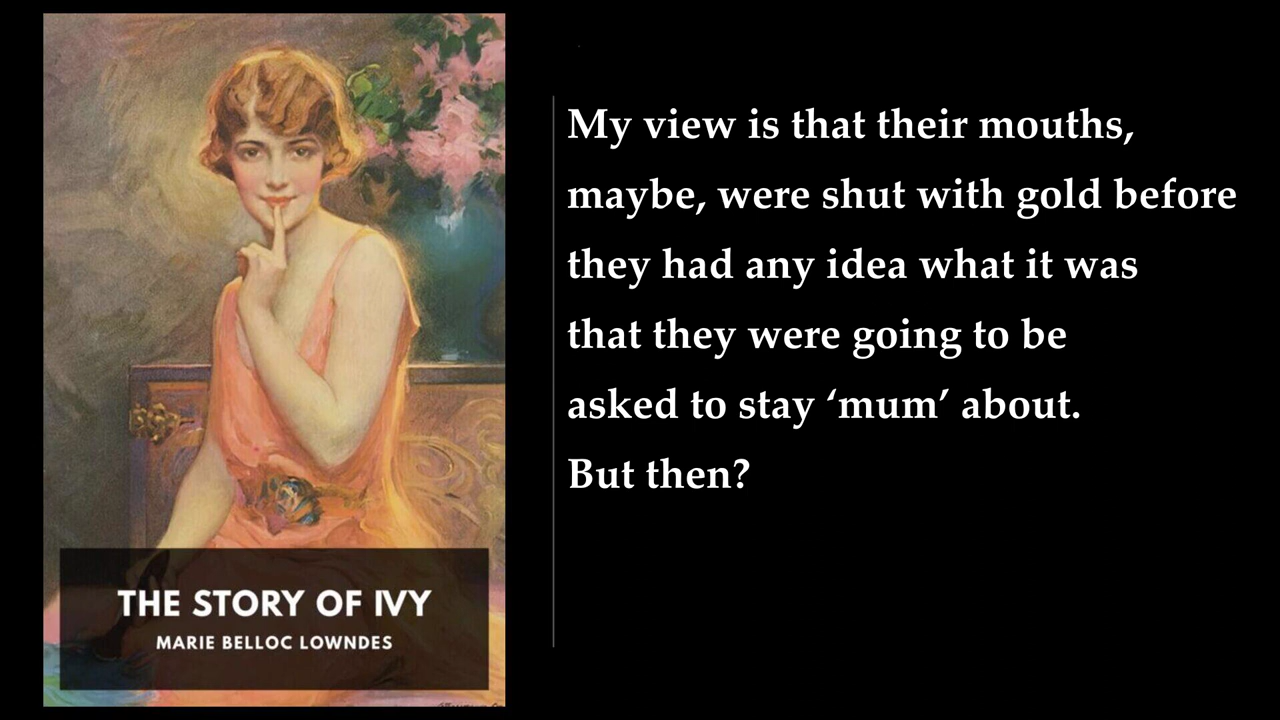 THE STORY OF IVY
MARIE BELLOC LOWNDES
My view is that their mouths,
maybe, were shut with gold before
they had any idea what it was
that they were going to be
asked to stay ‘mum’ about.
But then?